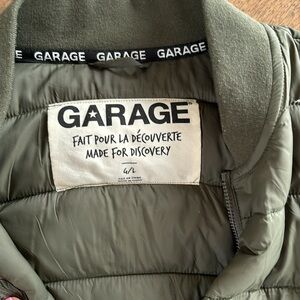 GARAGE GARAGE GARAGE
GARAGE
FAIT POUR LA DÉCOUVERTE
MADE FOR DISCOVERY
G/L